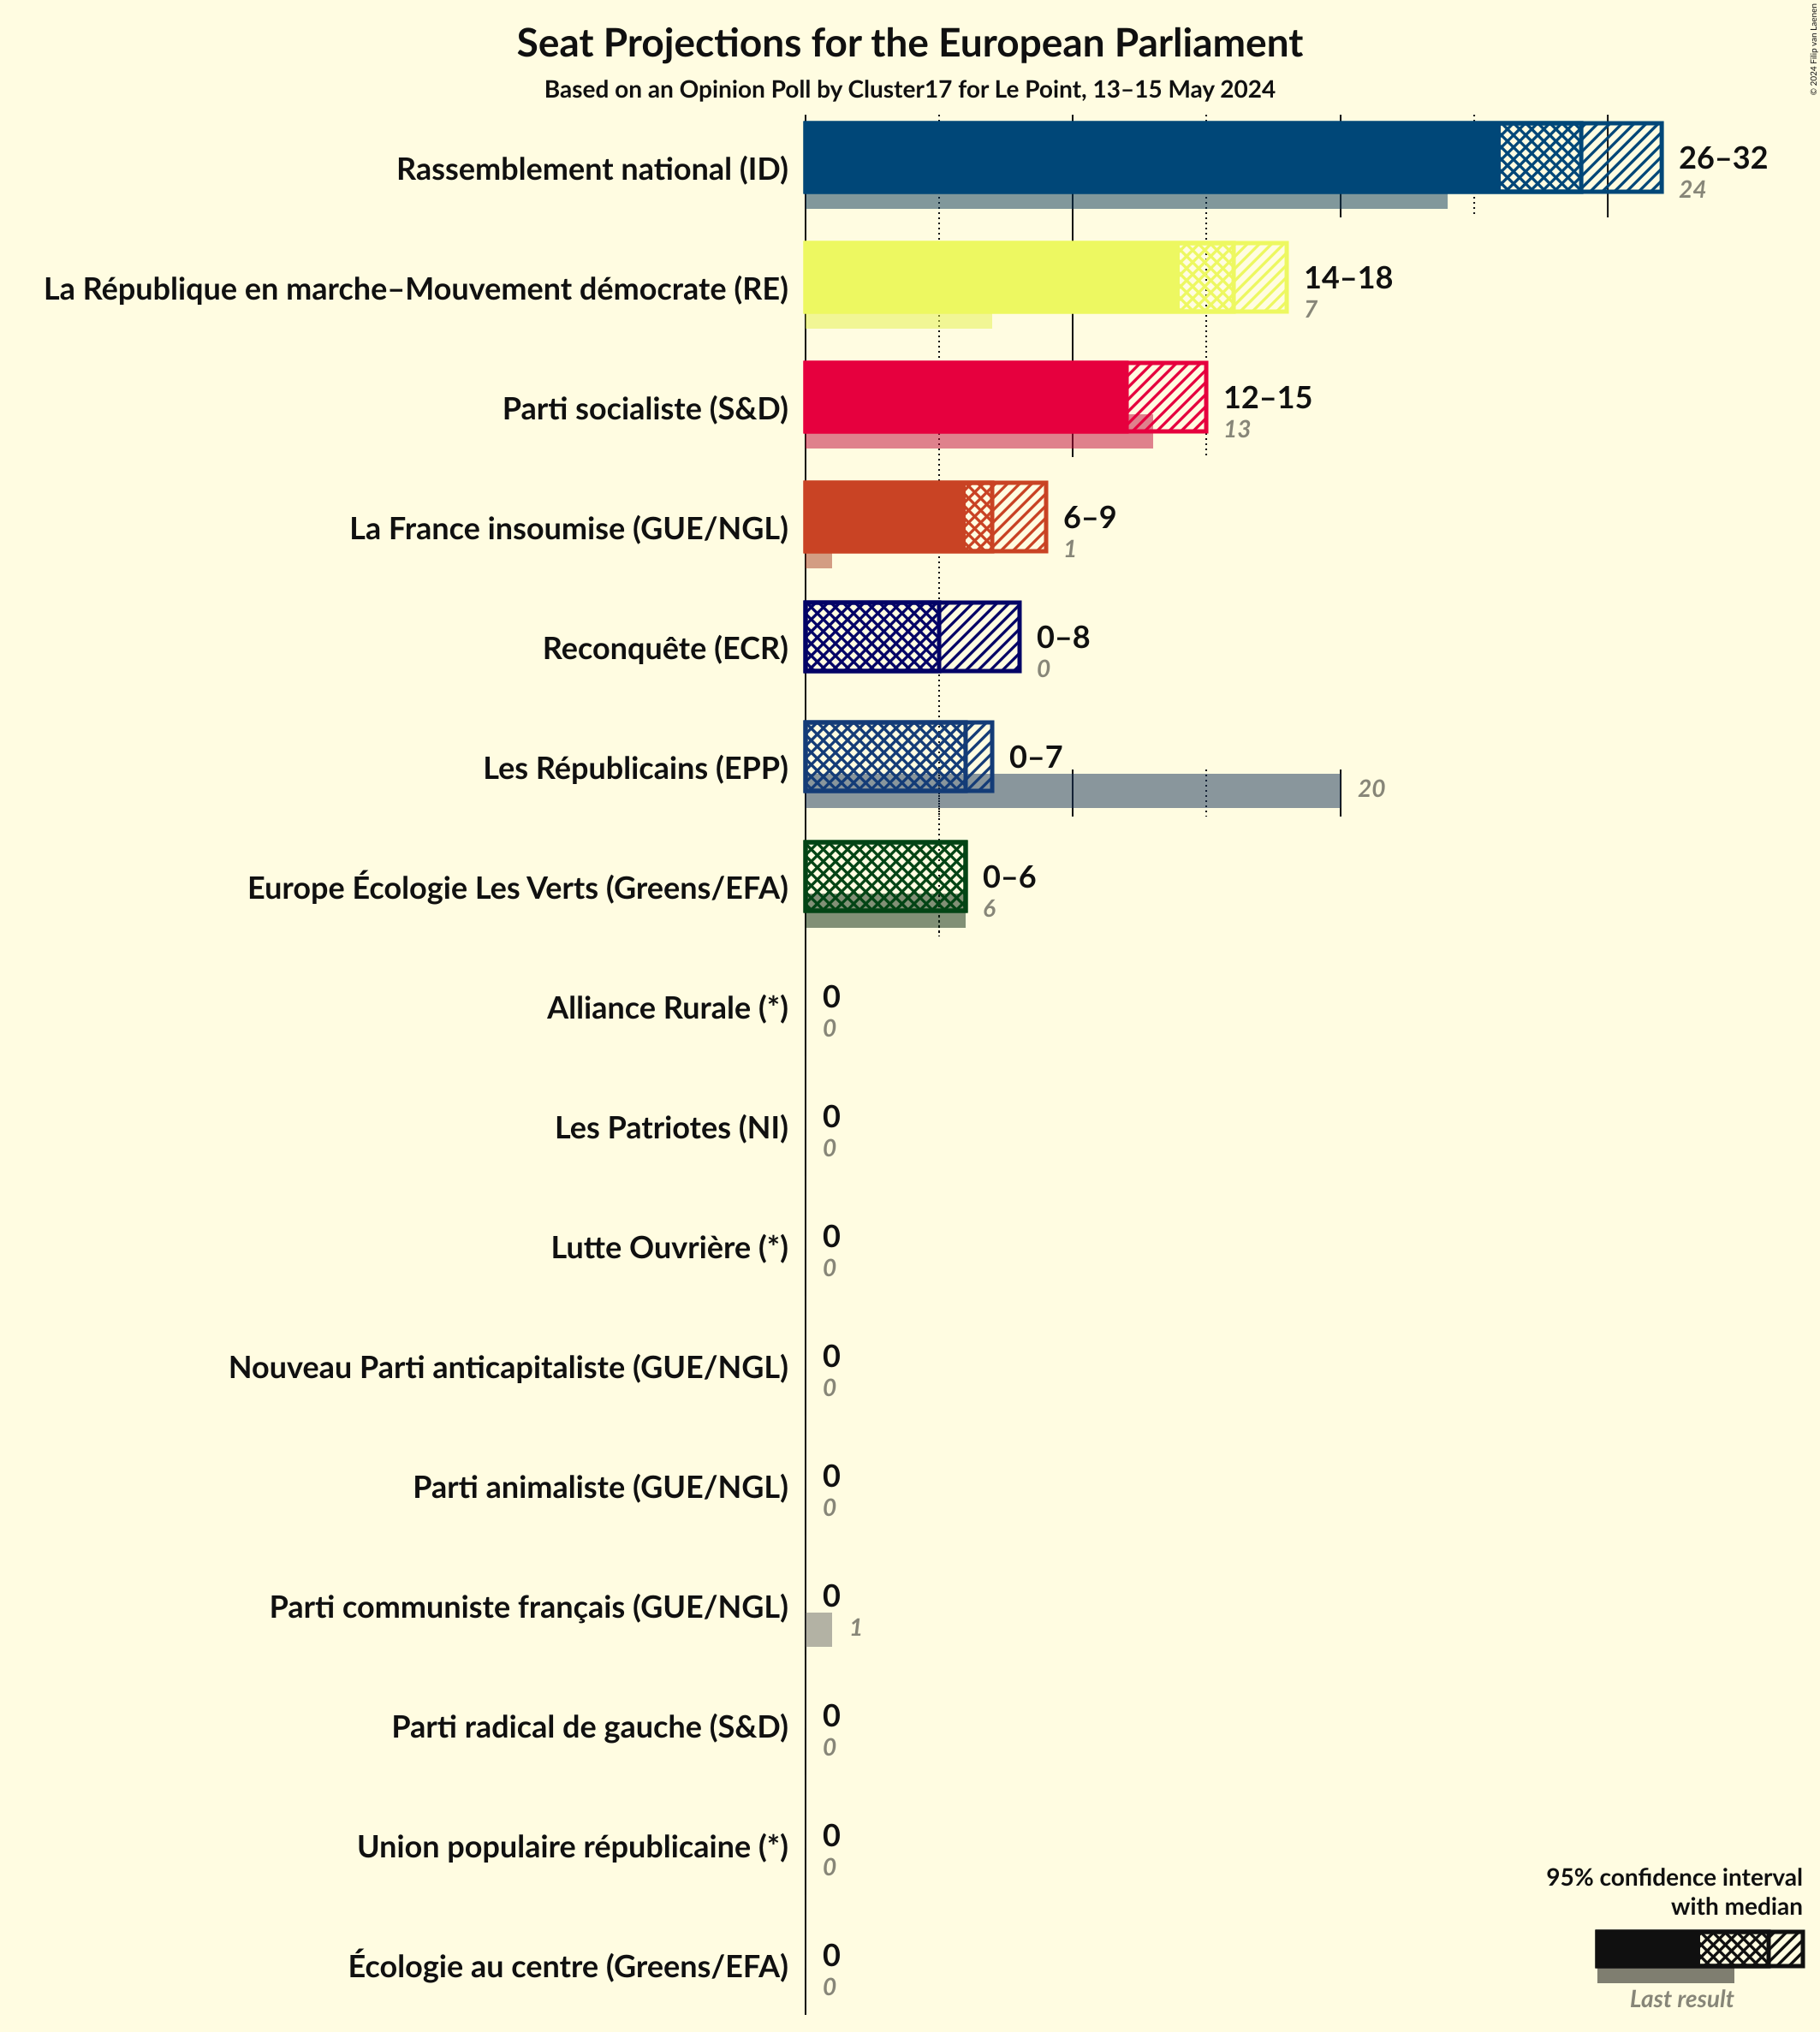 Seat Projections for the European Parliament
Based on an Opinion Poll by Cluster17 for Le Point, 13–15 May 2024
© 2024 Filip van Laenen
Rassemblement national (ID)
26–32
24
La République en marche–Mouvement démocrate (RE)
14–18
7
Parti socialiste (S&D)
12–15
13
La France insoumise (GUE/NGL)
6–9
1
Reconquête (ECR)
0–8
0
Les Républicains (EPP)
0–7
20
Europe Écologie Les Verts (Greens/EFA)
0–6
6
Alliance Rurale (*)
0
0
Les Patriotes (NI)
0
0
Lutte Ouvrière (*)
0
0
Nouveau Parti anticapitaliste (GUE/NGL)
0
0
Parti animaliste (GUE/NGL)
0
0
Parti communiste français (GUE/NGL)
0
1
Parti radical de gauche (S&D)
0
0
Union populaire républicaine (*)
0
0
Écologie au centre (Greens/EFA)
0
0
95% confidence interval
with median
Last result